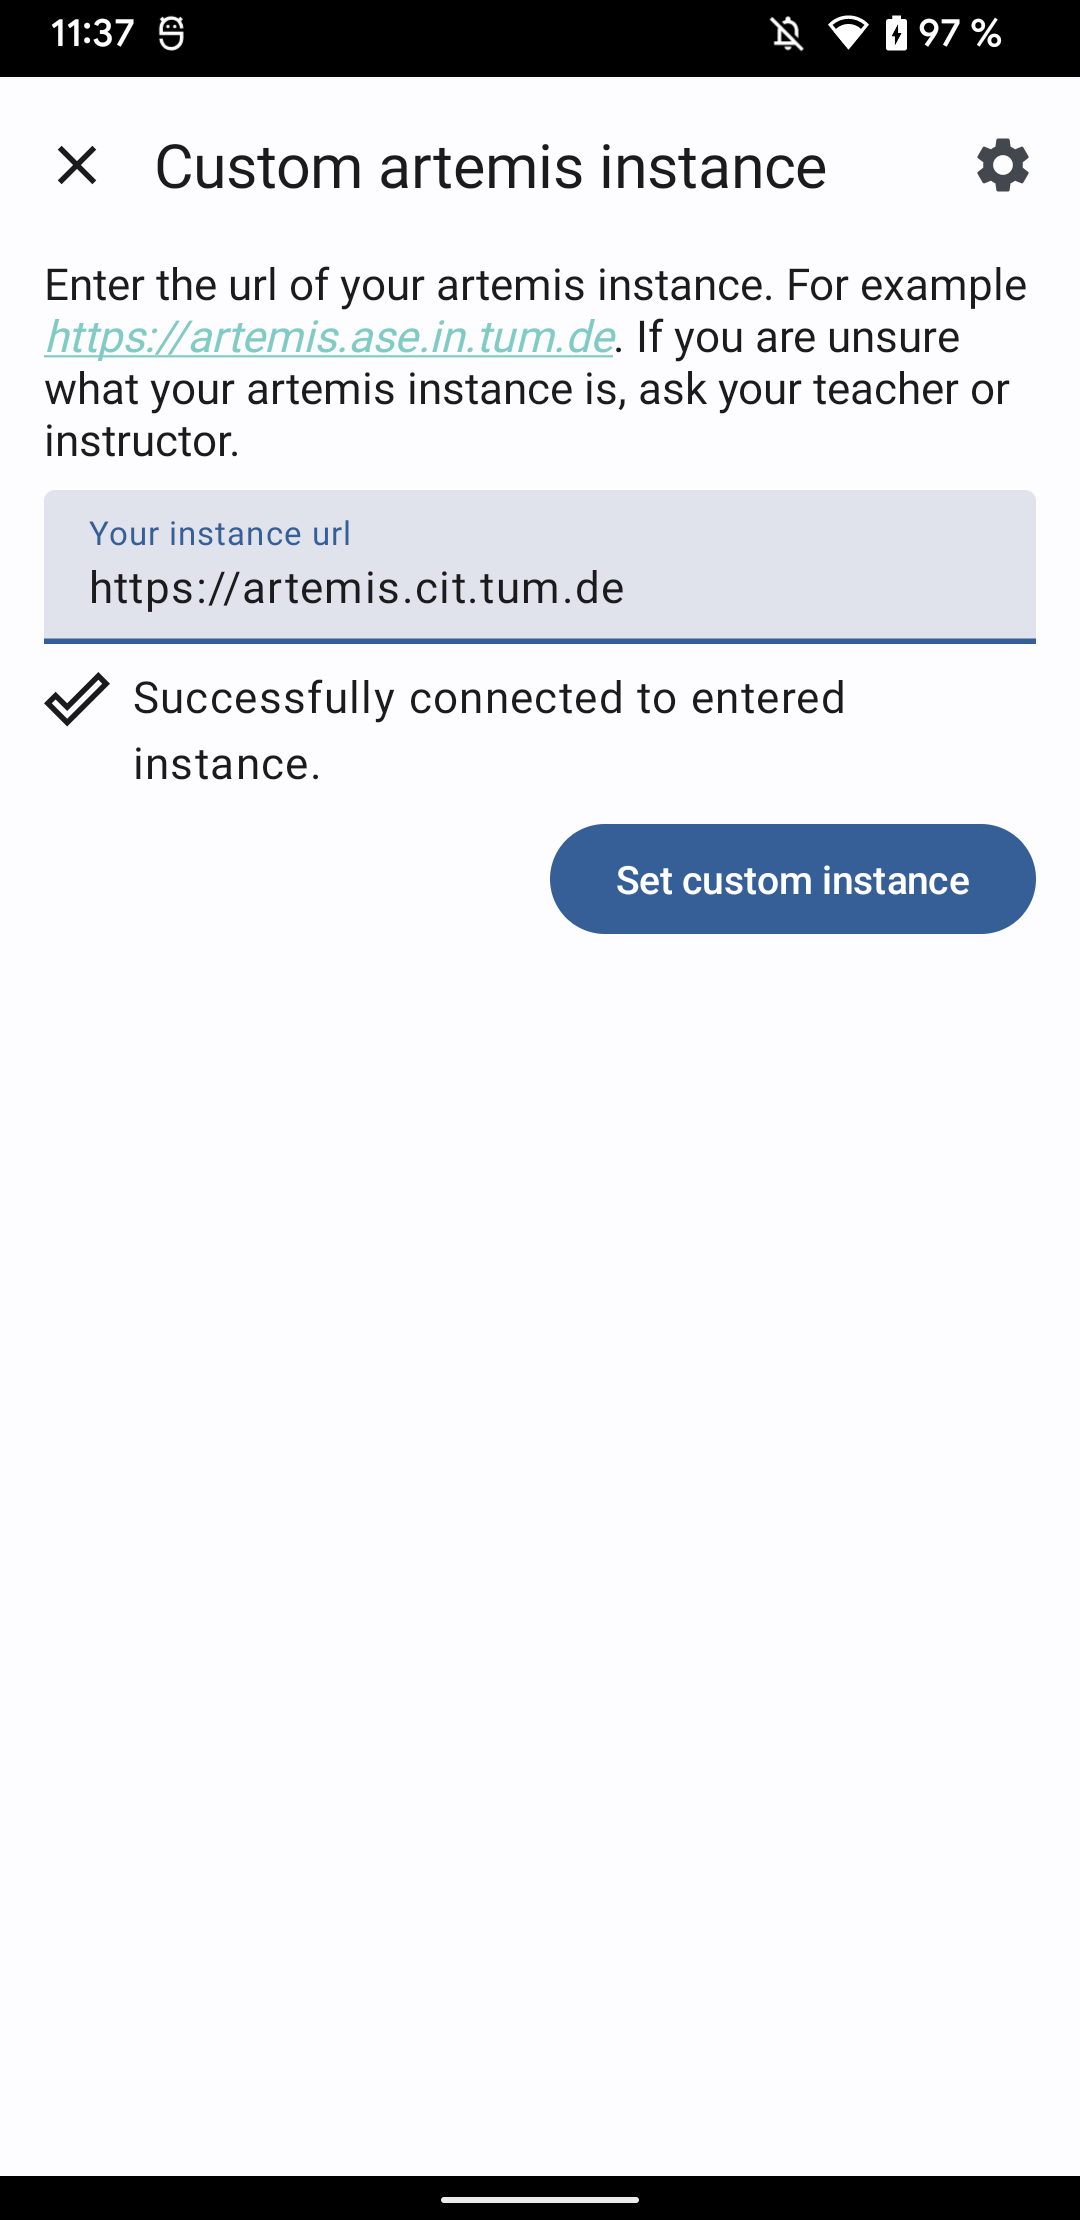 11:37
97 %
Custom artemis instance
Enter the url of your artemis instance. For example
https://artemis.ase.in.tum.de. If you are unsure
what your artemis instance is, ask your teacher or
instructor.
Your instance url
https://artemis.cit.tum.de
Successfully connected to entered
instance.
Set custom instance